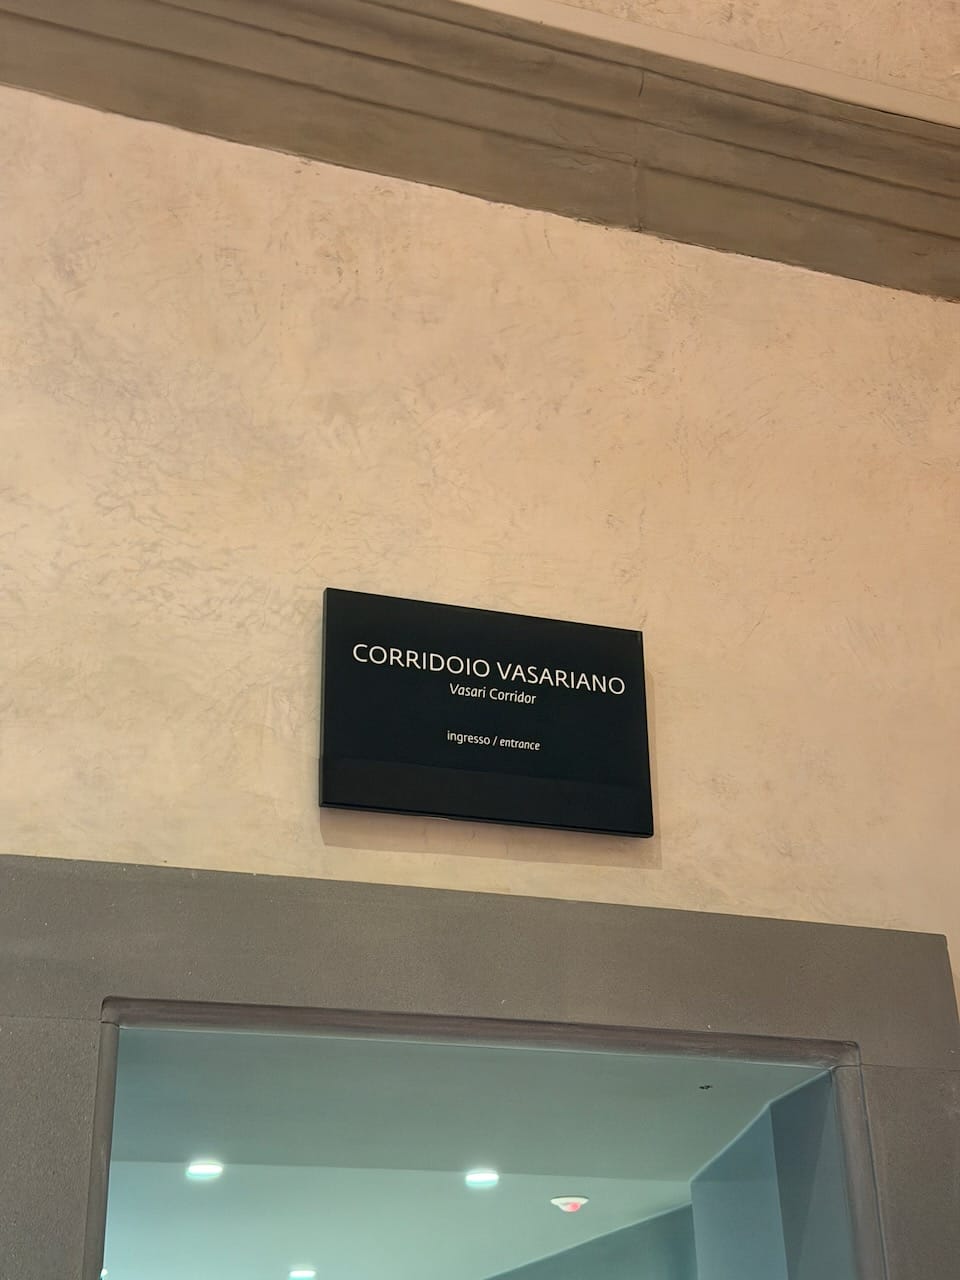 CORRIDOIO VASARIANO
Vasari Corridor
ingresso / entrance